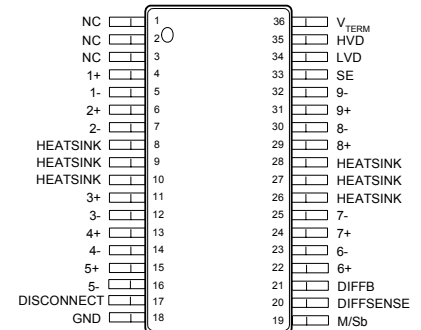 NC 1 36 VTERM
NC 2 35 HVD
NC 3 34 LVD
1+ 4 33 SE
1- 5 32 9-
2+ 6 31 9+
2- 7 30 8-
HEATSINK 8 29 8+
HEATSINK 9 28 HEATSINK
HEATSINK 10 27 HEATSINK
3+ 11 26 HEATSINK
3- 12 25 7-
4+ 13 24 7+
4- 14 23 6-
5+ 15 22 6+
5- 16 21 DIFFB
DISCONNECT 17 20 DIFFSENSE
GND 18 19 M/Sb